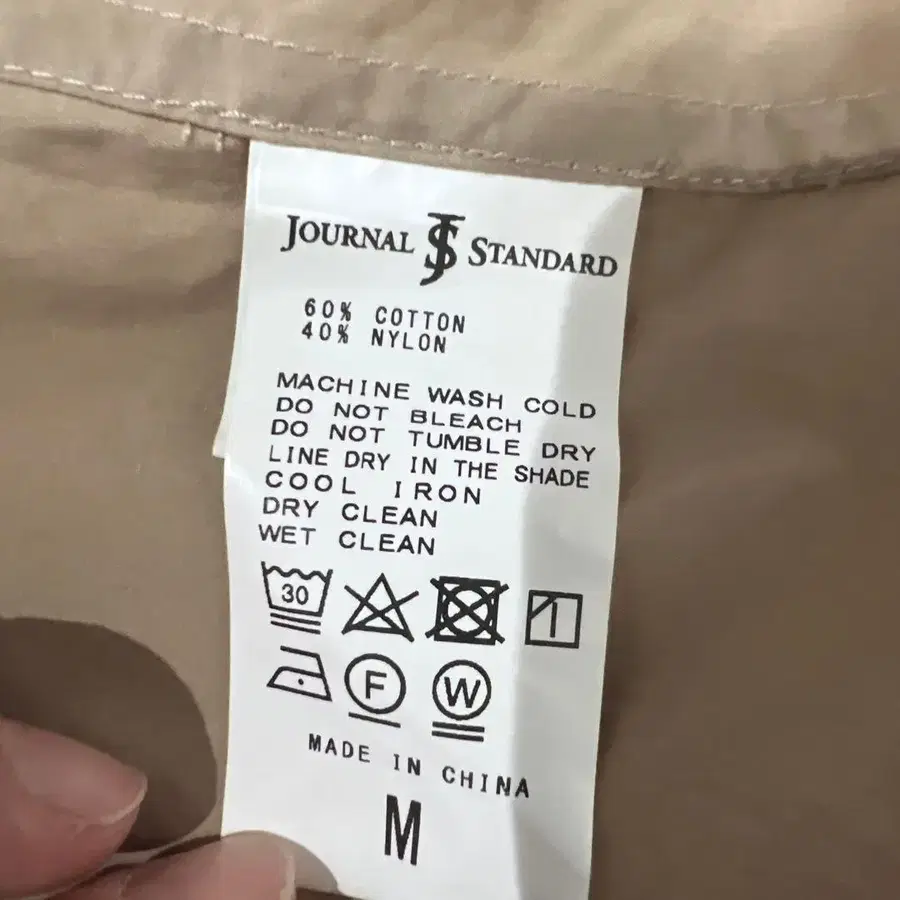 JOURNAL JS STANDARD
60% COTTON
40% NYLON
MACHINE WASH COLD
DO NOT BLEACH
DO NOT TUMBLE DRY
LINE DRY IN THE SHADE
COOL IRON
DRY CLEAN
WET CLEAN
30
F W
MADE IN CHINA
M